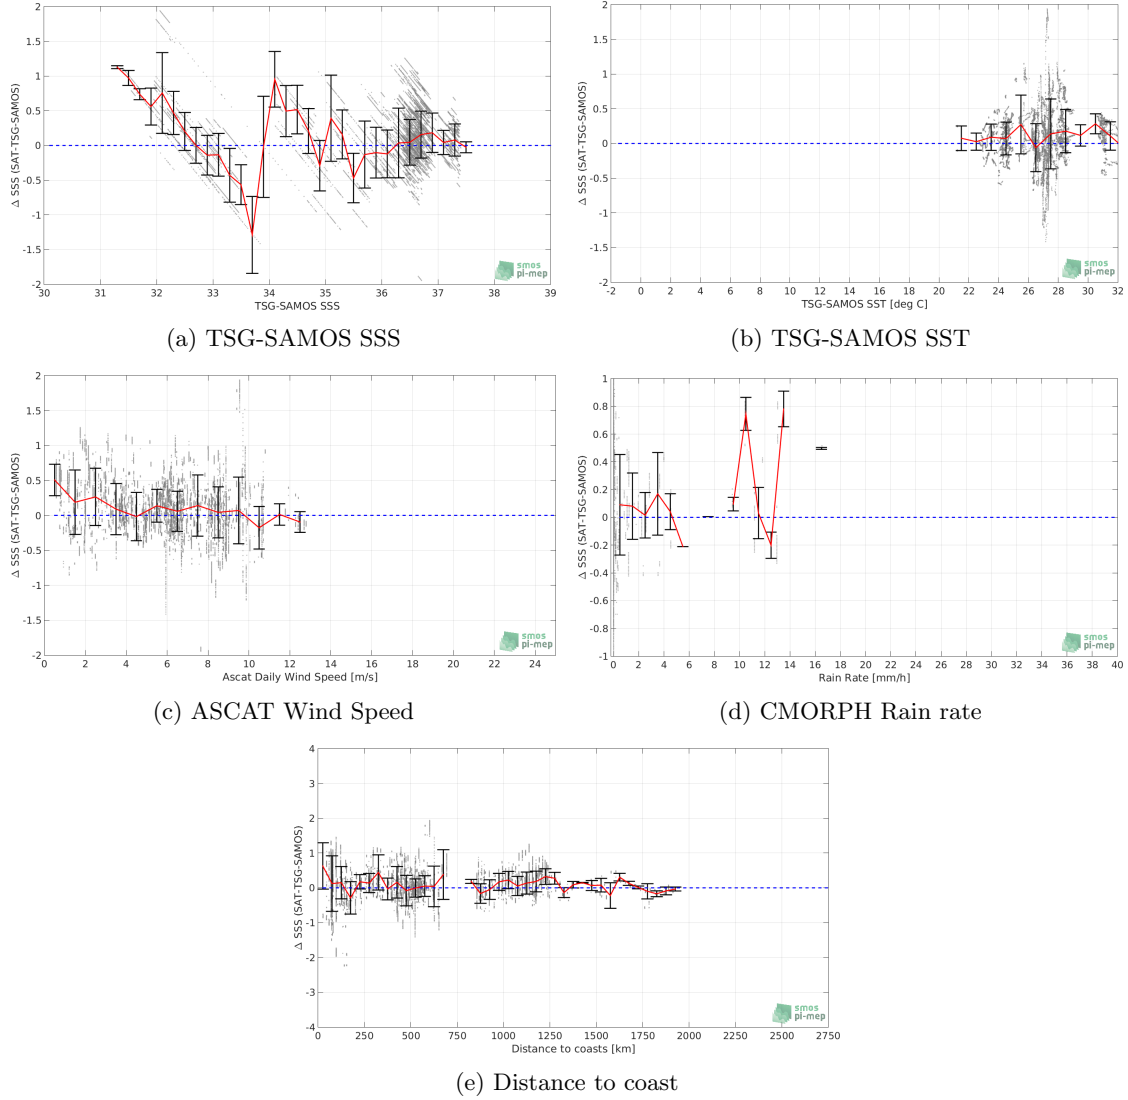 Δ SSS (SAT-TSG-SAMOS)
2
1.5
1
0.5
0
-0.5
-1
-1.5
-2
30 31 32 33 34 35 36 37 38 39
TSG-SAMOS SSS
smos
pi-mep
(a) TSG-SAMOS SSS
Δ SSS (SAT-TSG-SAMOS)
2
1.5
1
0.5
0
-0.5
-1
-1.5
-2
-2 0 2 4 6 8 10 12 14 16 18 20 22 24 26 28 30 32
TSG-SAMOS SST [deg C]
smos
pi-mep
(b) TSG-SAMOS SST
Δ SSS (SAT-TSG-SAMOS)
2
1.5
1
0.5
0
-0.5
-1
-1.5
-2
0 2 4 6 8 10 12 14 16 18 20 22 24
Ascat Daily Wind Speed [m/s]
smos
pi-mep
(c) ASCAT Wind Speed
Δ SSS (SAT-TSG-SAMOS)
1
0.8
0.6
0.4
0.2
0
-0.2
-0.4
-0.6
-0.8
-1
0 2 4 6 8 10 12 14 16 18 20 22 24 26 28 30 32 34 36 38 40
Rain Rate [mm/h]
smos
pi-mep
(d) CMORPH Rain rate
Δ SSS (SAT-TSG-SAMOS)
4
3
2
1
0
-1
-2
-3
-4
0 250 500 750 1000 1250 1500 1750 2000 2250 2500 2750
Distance to coasts [km]
smos
pi-mep
(e) Distance to coast